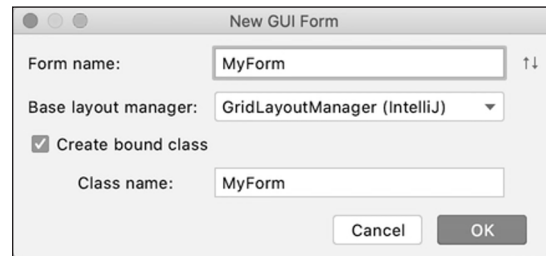 New GUI Form
Form name: MyForm ↑↓
Base layout manager: GridLayoutManager (IntelliJ)
Create bound class
Class name: MyForm
Cancel OK